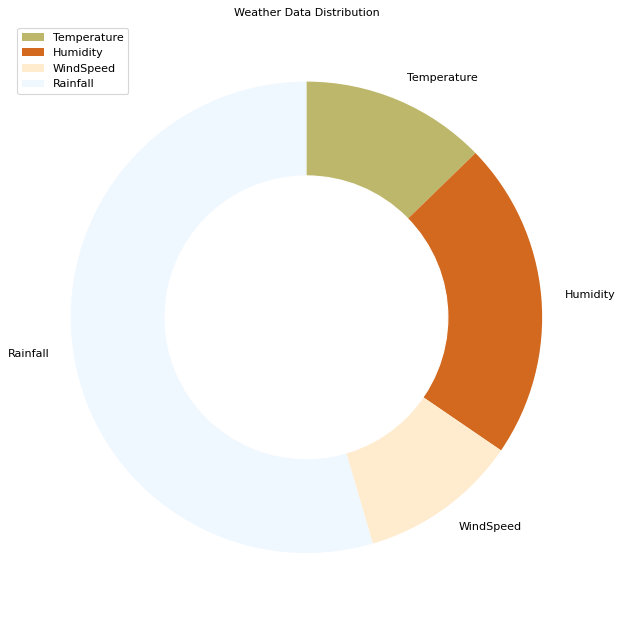 Weather Data Distribution
Temperature
Humidity
WindSpeed
Rainfall
Temperature
Humidity
Rainfall
WindSpeed